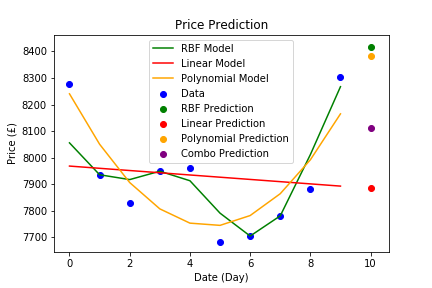 Price Prediction
RBF Model
Linear Model
Polynomial Model
Data
RBF Prediction
Linear Prediction
Polynomial Prediction
Combo Prediction
8400
8300
8200
8100
8000
7900
7800
7700
Price (£)
0 2 4 6 8 10
Date (Day)